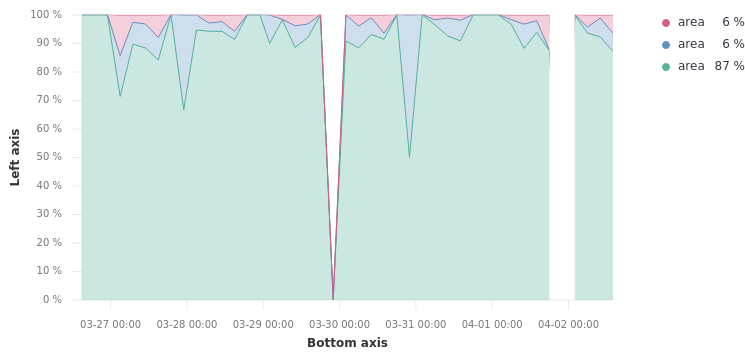 100 %
90 %
80 %
70 %
60 %
50 %
40 %
30 %
20 %
10 %
0 %
Left axis
03-27 00:00 03-28 00:00 03-29 00:00 03-30 00:00 03-31 00:00 04-01 00:00 04-02 00:00
Bottom axis
area 6 %
area 6 %
area 87 %